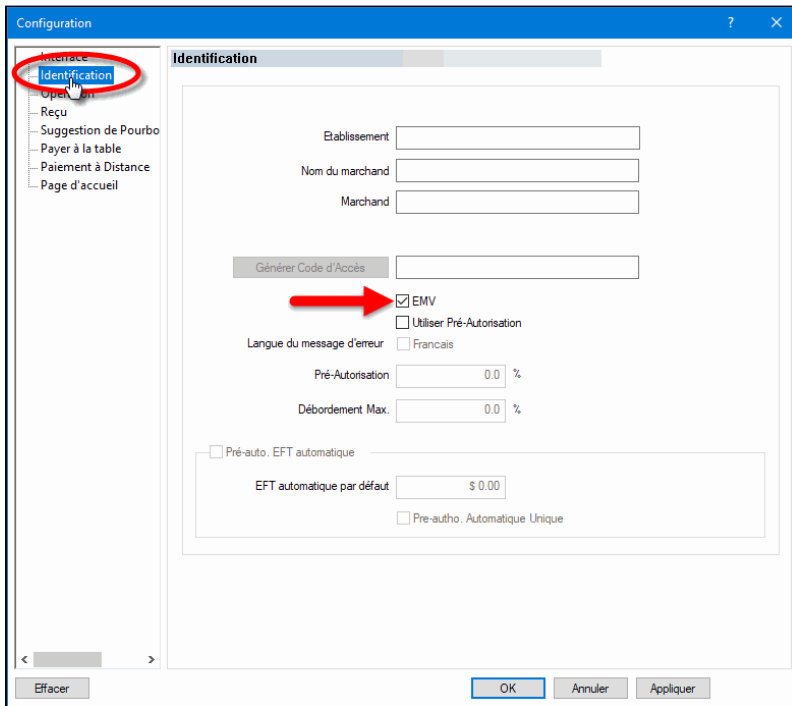 Configuration
Interface
Identification
Opération
Reçu
Suggestion de Pourbo
Payer à la table
Paiement à Distance
Page d'accueil
Identification
Etablissement
Nom du marchand
Marchand
Générer Code d'Accès
EMV
Utiliser Pré-Autorisation
Langue du message d'erreur Francais
Pré-Autorisation 0.0 %
Débordement Max. 0.0 %
Pré-auto. EFT automatique
EFT automatique par défaut $ 0.00
Pre-autho. Automatique Unique
Effacer OK Annuler Appliquer